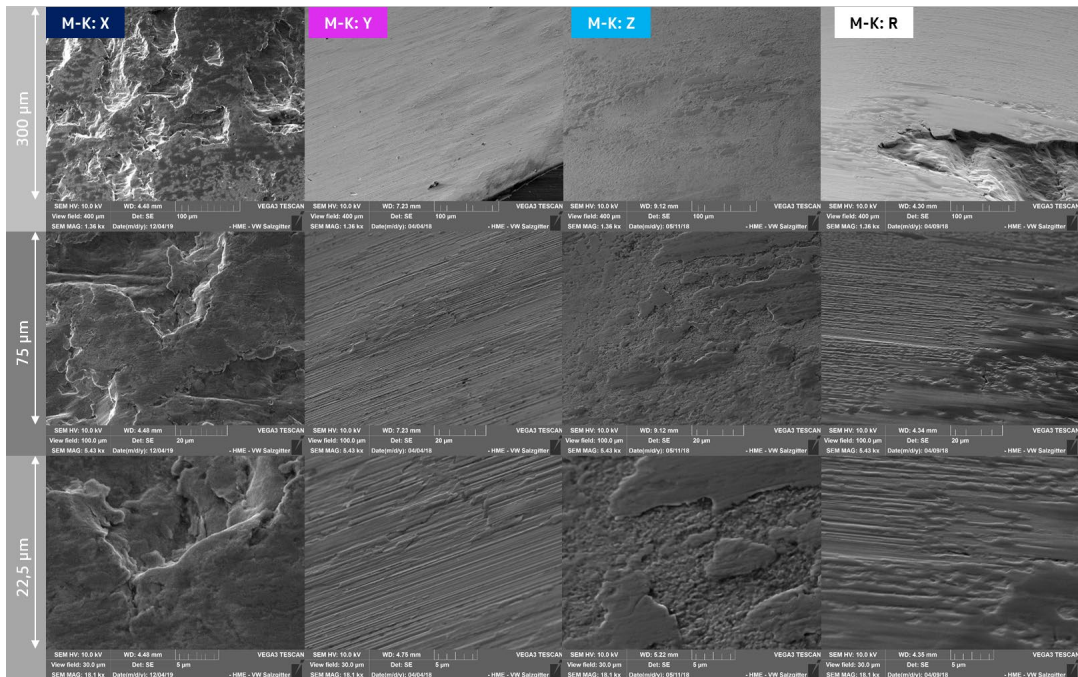 M-K: X
M-K: Y
M-K: Z
M-K: R
300 µm
SEM HV: 10.0 kV WD: 4.48 mm VEGA3 TESCAN
View field: 400 µm Det: SE 100 µm
SEM MAG: 1.36 kx Date(m/d/y): 12/04/19 - HME - VW Salzgitter
SEM HV: 10.0 kV WD: 7.23 mm VEGA3 TESCAN
View field: 400 µm Det: SE 100 µm
SEM MAG: 1.36 kx Date(m/d/y): 04/04/18 - HME - VW Salzgitter
SEM HV: 10.0 kV WD: 9.12 mm VEGA3 TESCAN
View field: 400 µm Det: SE 100 µm
SEM MAG: 1.36 kx Date(m/d/y): 05/11/18 - HME - VW Salzgitter
SEM HV: 10.0 kV WD: 4.30 mm VEGA3 TESCAN
View field: 400 µm Det: SE 100 µm
SEM MAG: 1.36 kx Date(m/d/y): 04/09/18 - HME - VW Salzgitter
75 µm
SEM HV: 10.0 kV WD: 4.48 mm VEGA3 TESCAN
View field: 100.0 µm Det: SE 20 µm
SEM MAG: 5.43 kx Date(m/d/y): 12/04/19 - HME - VW Salzgitter
SEM HV: 10.0 kV WD: 7.23 mm VEGA3 TESCAN
View field: 100.0 µm Det: SE 20 µm
SEM MAG: 5.43 kx Date(m/d/y): 04/04/18 - HME - VW Salzgitter
SEM HV: 10.0 kV WD: 9.12 mm VEGA3 TESCAN
View field: 100.0 µm Det: SE 20 µm
SEM MAG: 5.43 kx Date(m/d/y): 05/11/18 - HME - VW Salzgitter
SEM HV: 10.0 kV WD: 4.34 mm VEGA3 TESCAN
View field: 100.0 µm Det: SE 20 µm
SEM MAG: 5.43 kx Date(m/d/y): 04/09/18 - HME - VW Salzgitter
22,5 µm
SEM HV: 10.0 kV WD: 4.48 mm VEGA3 TESCAN
View field: 30.0 µm Det: SE 5 µm
SEM MAG: 18.1 kx Date(m/d/y): 12/04/19 - HME - VW Salzgitter
SEM HV: 10.0 kV WD: 4.75 mm VEGA3 TESCAN
View field: 30.0 µm Det: SE 5 µm
SEM MAG: 18.1 kx Date(m/d/y): 04/04/18 - HME - VW Salzgitter
SEM HV: 10.0 kV WD: 5.22 mm VEGA3 TESCAN
View field: 30.0 µm Det: SE 5 µm
SEM MAG: 18.1 kx Date(m/d/y): 05/11/18 - HME - VW Salzgitter
SEM HV: 10.0 kV WD: 4.35 mm VEGA3 TESCAN
View field: 30.0 µm Det: SE 5 µm
SEM MAG: 18.1 kx Date(m/d/y): 04/09/18 - HME - VW Salzgitter